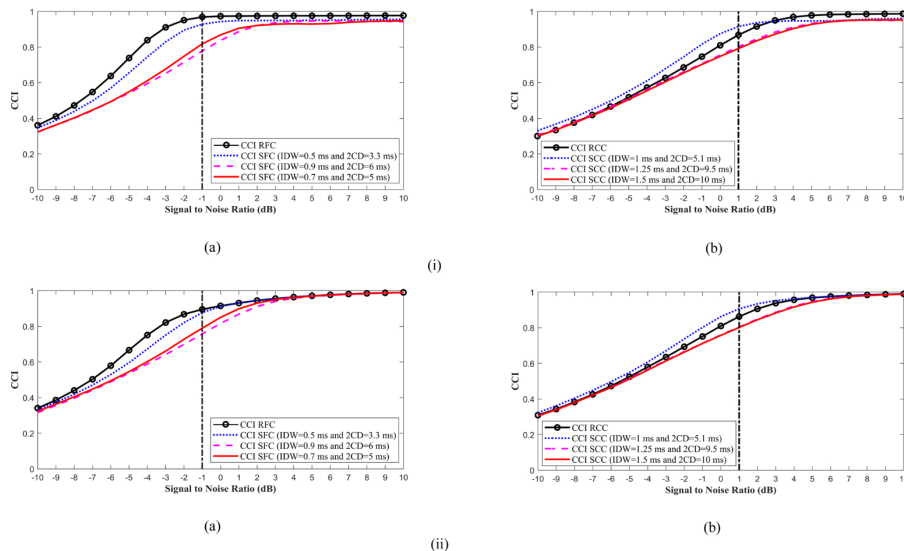 1
0.8
0.6
0.4
0.2
0
CCI
-10 -9 -8 -7 -6 -5 -4 -3 -2 -1 0 1 2 3 4 5 6 7 8 9 10
Signal to Noise Ratio (dB)
CCI RFC
CCI SFC (IDW=0.5 ms and 2CD=3.3 ms)
CCI SFC (IDW=0.9 ms and 2CD=6 ms)
CCI SFC (IDW=0.7 ms and 2CD=5 ms)
(a)
1
0.8
0.6
0.4
0.2
0
CCI
-10 -9 -8 -7 -6 -5 -4 -3 -2 -1 0 1 2 3 4 5 6 7 8 9 10
Signal to Noise Ratio (dB)
CCI RCC
CCI SCC (IDW=1 ms and 2CD=5.1 ms)
CCI SCC (IDW=1.25 ms and 2CD=9.5 ms)
CCI SCC (IDW=1.5 ms and 2CD=10 ms)
(b)
(i)
1
0.8
0.6
0.4
0.2
0
CCI
-10 -9 -8 -7 -6 -5 -4 -3 -2 -1 0 1 2 3 4 5 6 7 8 9 10
Signal to Noise Ratio (dB)
CCI RFC
CCI SFC (IDW=0.5 ms and 2CD=3.3 ms)
CCI SFC (IDW=0.9 ms and 2CD=6 ms)
CCI SFC (IDW=0.7 ms and 2CD=5 ms)
(a)
1
0.8
0.6
0.4
0.2
0
CCI
-10 -9 -8 -7 -6 -5 -4 -3 -2 -1 0 1 2 3 4 5 6 7 8 9 10
Signal to Noise Ratio (dB)
CCI RCC
CCI SCC (IDW=1 ms and 2CD=5.1 ms)
CCI SCC (IDW=1.25 ms and 2CD=9.5 ms)
CCI SCC (IDW=1.5 ms and 2CD=10 ms)
(b)
(ii)